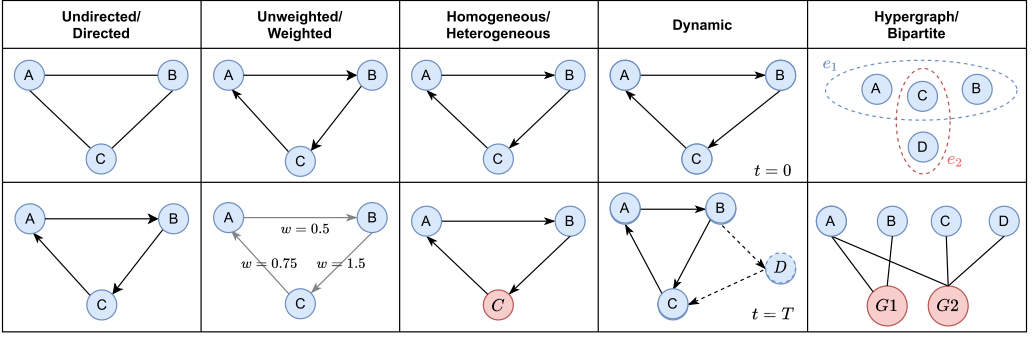 Undirected/
Directed
Unweighted/
Weighted
Homogeneous/
Heterogeneous
Dynamic
Hypergraph/
Bipartite
A B
C
A B
C
A B
C
A B
C
t = 0
e1
A C B
D
e2
A B
C
A B
w = 0.5
w = 0.75 w = 1.5
C
A B
C
A B
D
C
t = T
A B C D
G1 G2